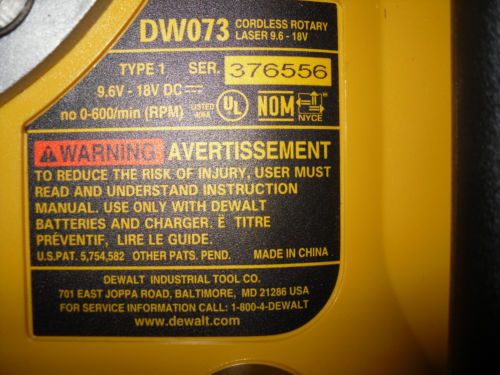 DW073 CORDLESS ROTARY
LASER 9.6 - 18V
TYPE 1 SER. 376556
9.6V - 18V DC
no 0-600/min (RPM) LISTED UL NOM NYCE
WARNING AVERTISSEMENT
TO REDUCE THE RISK OF INJURY, USER MUST
READ AND UNDERSTAND INSTRUCTION
MANUAL. USE ONLY WITH DEWALT
BATTERIES AND CHARGER. Ë TITRE
PRÉVENTIF, LIRE LE GUIDE.
U.S.PAT. 5,754,582 OTHER PATS. PEND. MADE IN CHINA
DEWALT INDUSTRIAL TOOL CO.
701 EAST JOPPA ROAD, BALTIMORE, MD 21286 USA
FOR SERVICE INFORMATION CALL: 1-800-4-DEWALT
www.dewalt.com